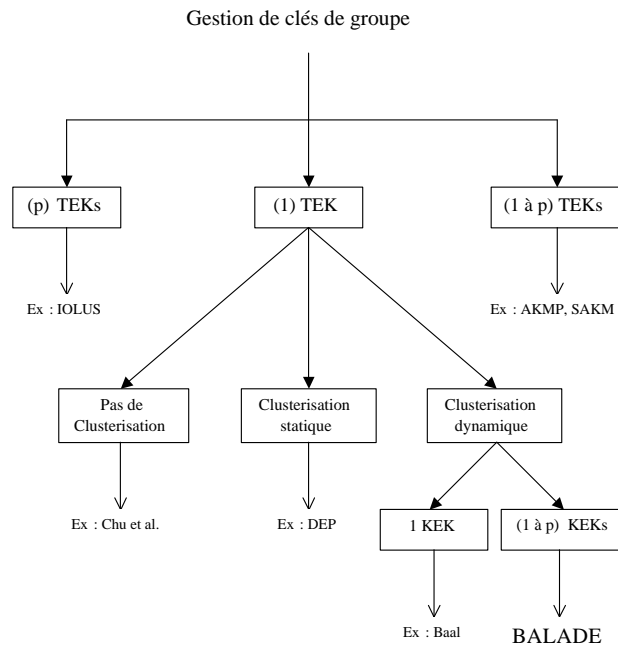 Gestion de clés de groupe
(p) TEKs
(1) TEK
(1 à p) TEKs
Ex : IOLUS
Ex : AKMP, SAKM
Pas de
Clusterisation
Clusterisation
statique
Clusterisation
dynamique
Ex : Chu et al.
Ex : DEP
1 KEK
(1 à p) KEKs
Ex : Baal
BALADE